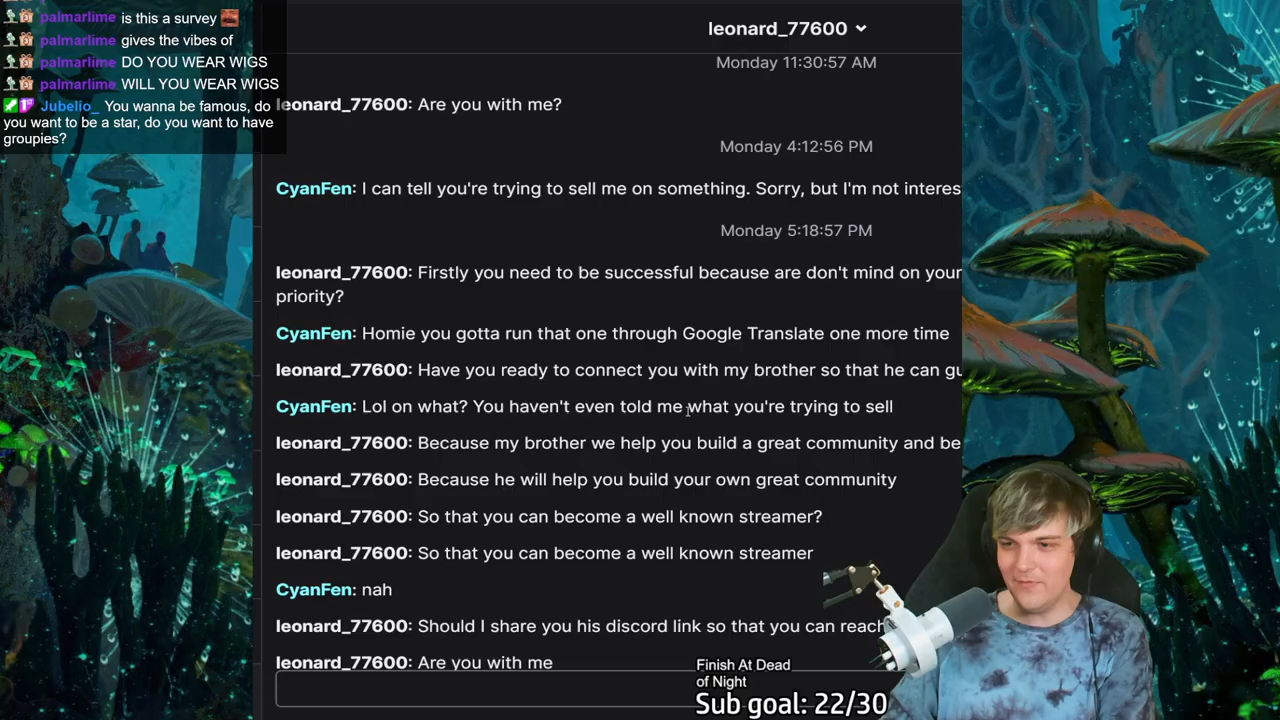 palmarlime is this a survey
palmarlime gives the vibes of
palmarlime DO YOU WEAR WIGS
palmarlime WILL YOU WEAR WIGS
Jubelio_ You wanna be famous, do
you want to be a star, do you want to have
groupies?
leonard_77600
Monday 11:30:57 AM
leonard_77600: Are you with me?
Monday 4:12:56 PM
CyanFen: I can tell you're trying to sell me on something. Sorry, but I'm not interes
Monday 5:18:57 PM
leonard_77600: Firstly you need to be successful because are don't mind on your
priority?
CyanFen: Homie you gotta run that one through Google Translate one more time
leonard_77600: Have you ready to connect you with my brother so that he can gu
CyanFen: Lol on what? You haven't even told me what you're trying to sell
leonard_77600: Because my brother we help you build a great community and be
leonard_77600: Because he will help you build your own great community
leonard_77600: So that you can become a well known streamer?
leonard_77600: So that you can become a well known streamer
CyanFen: nah
leonard_77600: Should I share you his discord link so that you can reach
leonard_77600: Are you with me
Finish At Dead
of Night
Sub goal: 22/30